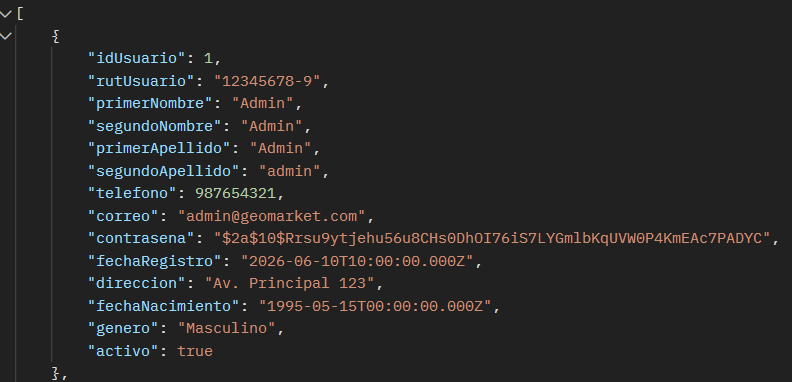 [
{
"idUsuario": 1,
"rutUsuario": "12345678-9",
"primerNombre": "Admin",
"segundoNombre": "Admin",
"primerApellido": "Admin",
"segundoApellido": "admin",
"telefono": 987654321,
"correo": "admin@geomarket.com",
"contrasena": "$2a$10$Rrsu9ytjehu56u8CHs0DhOI76iS7LYGmlbKqUVW0P4KmEAc7PADYC",
"fechaRegistro": "2026-06-10T10:00:00.000Z",
"direccion": "Av. Principal 123",
"fechaNacimiento": "1995-05-15T00:00:00.000Z",
"genero": "Masculino",
"activo": true
},